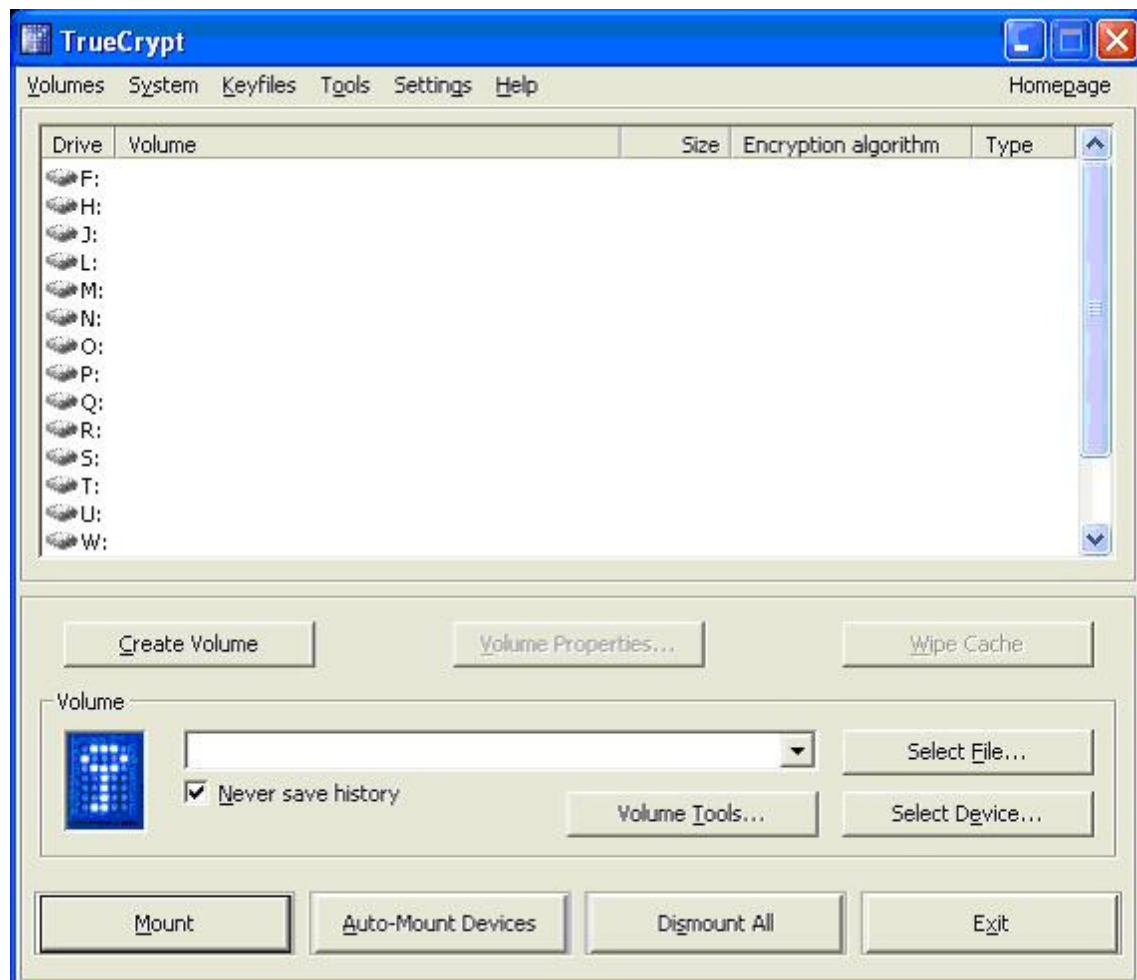 TrueCrypt
Volumes System Keyfiles Tools Settings Help Homepage
Drive Volume Size Encryption algorithm Type
F:
H:
J:
L:
M:
N:
O:
P:
Q:
R:
S:
T:
U:
W:
Create Volume Volume Properties... Wipe Cache
Volume
Select File...
Never save history
Volume Tools... Select Device...
Mount Auto-Mount Devices Dismount All Exit